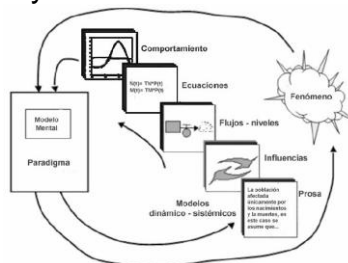 Comportamiento
Ecuaciones
Flujos - niveles
Influencias
Prosa
Fenómeno
Modelo
Mental
Paradigma
Modelos
dinámico - sistémicos
La población
afectada
únicamente por
los nacimientos
y la muertes, en
este caso se
asume que...